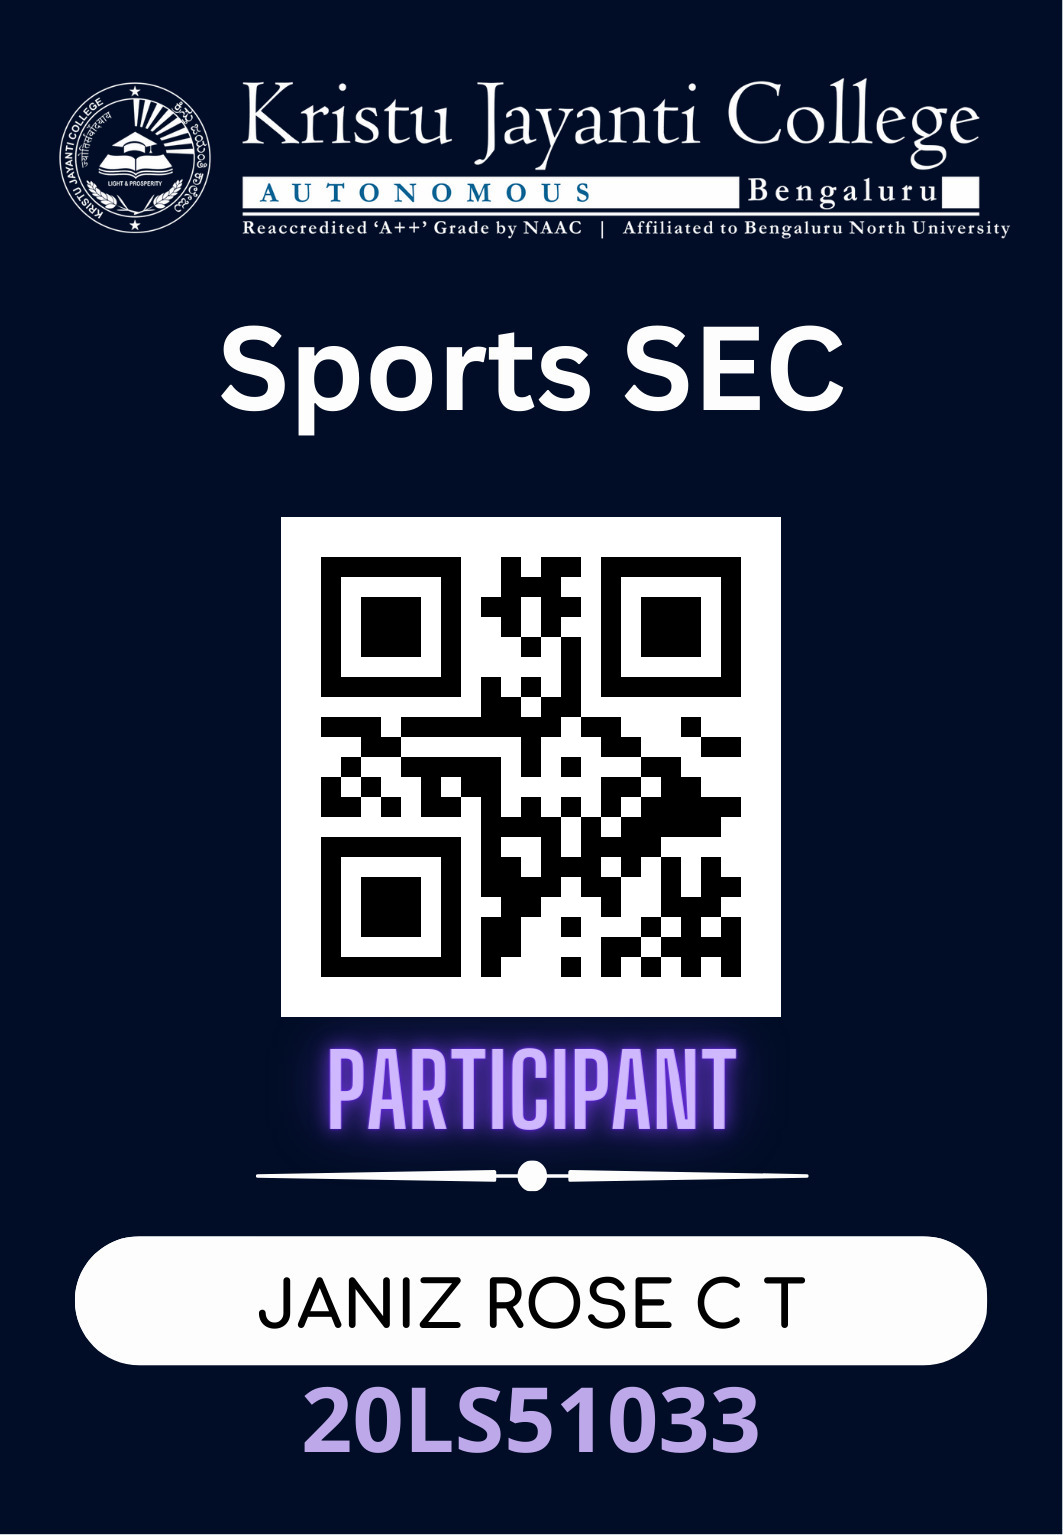 Kristu Jayanti College
AUTONOMOUS Bengaluru
Reaccredited ‘A++’ Grade by NAAC | Affiliated to Bengaluru North University
KRISTU JAYANTI COLLEGE
LIGHT & PROSPERITY
Sports SEC
PARTICIPANT
JANIZ ROSE C T
20LS51033